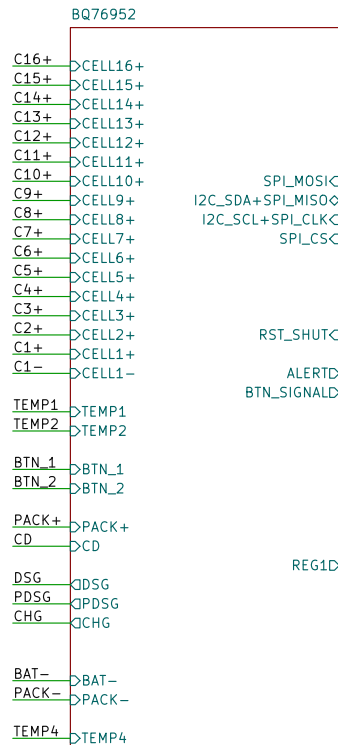 BQ76952
C16+ CELL16+
C15+ CELL15+
C14+ CELL14+
C13+ CELL13+
C12+ CELL12+
C11+ CELL11+
C10+ CELL10+ SPI_MOSI
C9+ CELL9+ I2C_SDA+SPI_MISO
C8+ CELL8+ I2C_SCL+SPI_CLK
C7+ CELL7+ SPI_CS
C6+ CELL6+
C5+ CELL5+
C4+ CELL4+
C3+ CELL3+
C2+ CELL2+ RST_SHUT
C1+ CELL1+
C1- CELL1- ALERT
BTN_SIGNAL
TEMP1 TEMP1
TEMP2 TEMP2
BTN_1 BTN_1
BTN_2 BTN_2
PACK+ PACK+
CD CD
REG1
DSG DSG
PDSG PDSG
CHG CHG
BAT- BAT-
PACK- PACK-
TEMP4 TEMP4